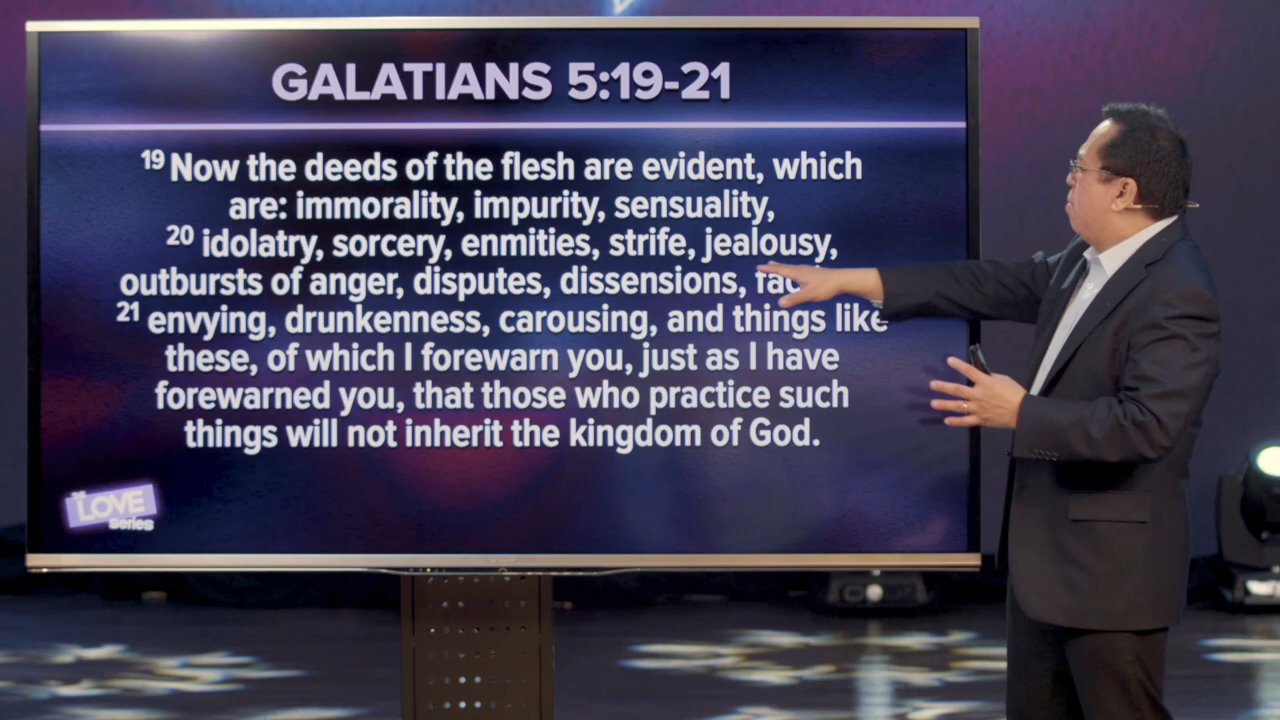 GALATIANS 5:19-21
19 Now the deeds of the flesh are evident, which
are: immorality, impurity, sensuality,
20 idolatry, sorcery, enmities, strife, jealousy,
outbursts of anger, disputes, dissensions,
21 envying, drunkenness, carousing, and things like
these, of which I forewarn you, just as I have
forewarned you, that those who practice such
things will not inherit the kingdom of God.
THE
LOVE
series